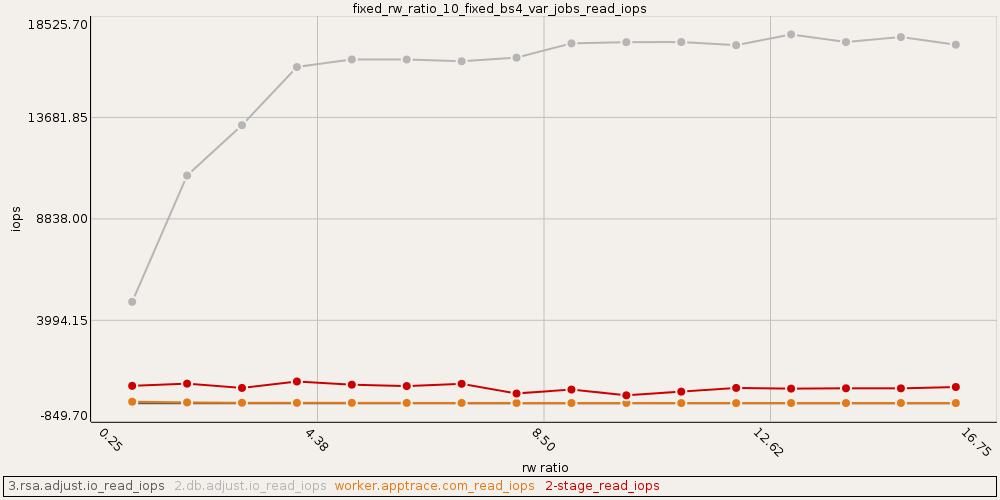 fixed_rw_ratio_10_fixed_bs4_var_jobs_read_iops
18525.70
13681.85
8838.00
3994.15
-849.70
iops
0.25 4.38 8.50 12.62 16.75
rw ratio
3.rsa.adjust.io_read_iops 2.db.adjust.io_read_iops worker.apptrace.com_read_iops 2-stage_read_iops